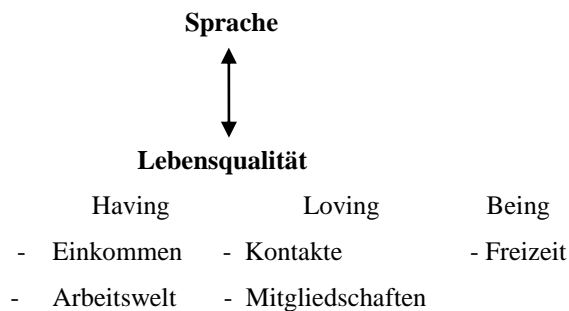 Sprache
Lebensqualität
Having Loving Being
- Einkommen - Kontakte - Freizeit
- Arbeitswelt - Mitgliedschaften